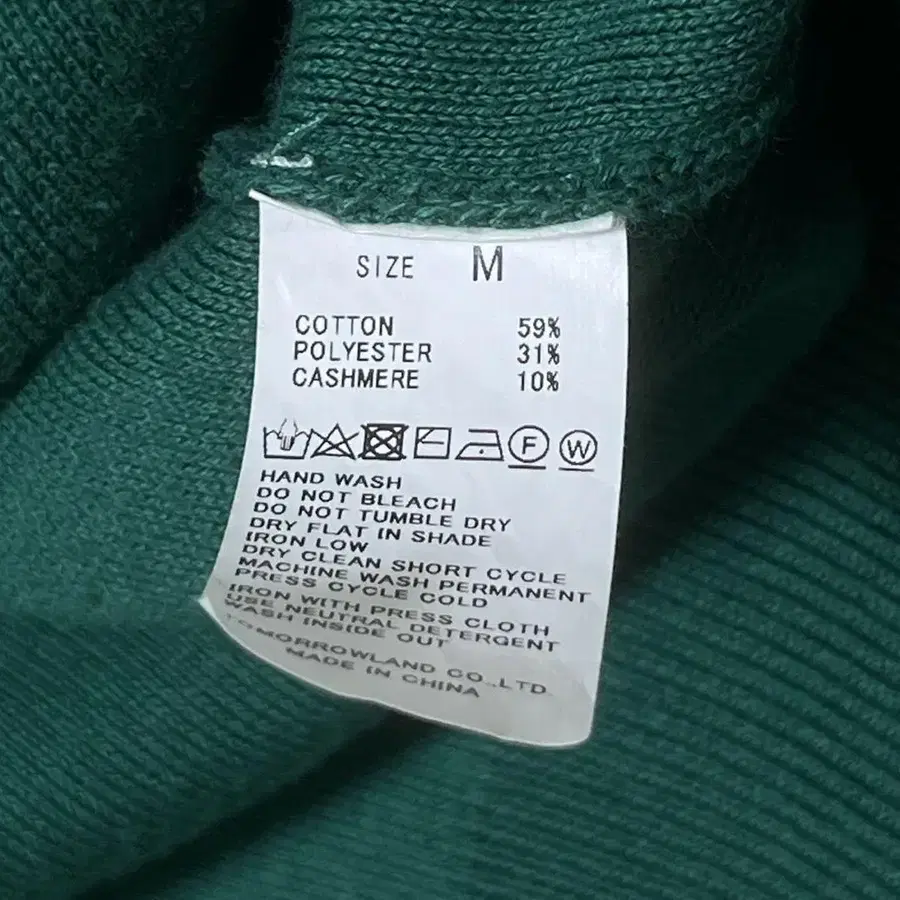 SIZE M
COTTON 59%
POLYESTER 31%
CASHMERE 10%
F W
HAND WASH
DO NOT BLEACH
DO NOT TUMBLE DRY
DRY FLAT IN SHADE
IRON LOW
DRY CLEAN SHORT CYCLE
MACHINE WASH PERMANENT
PRESS CYCLE COLD
IRON WITH PRESS CLOTH
USE NEUTRAL DETERGENT
WASH INSIDE OUT
TOMORROWLAND CO.,LTD.
MADE IN CHINA